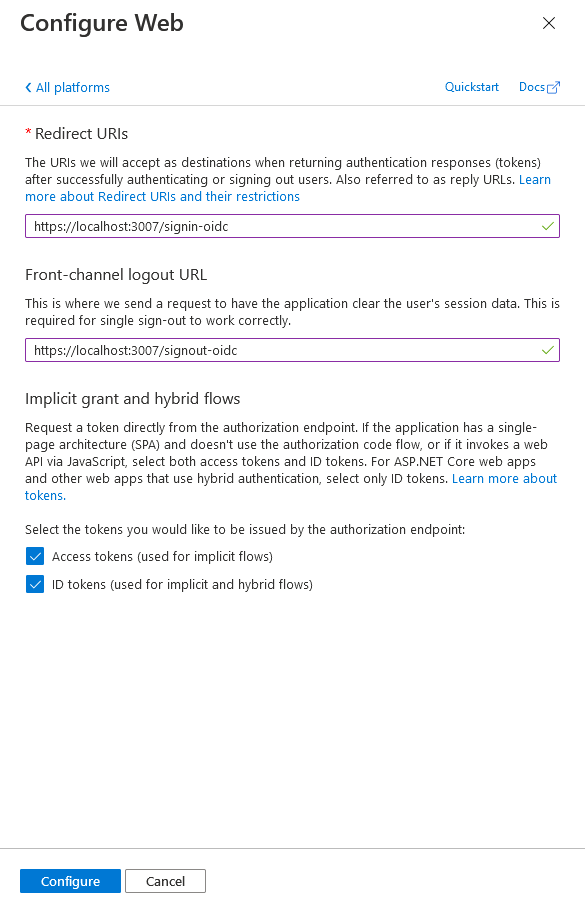 Configure Web
All platforms
Quickstart
Docs
* Redirect URIs
The URIs we will accept as destinations when returning authentication responses (tokens)
after successfully authenticating or signing out users. Also referred to as reply URLs. Learn
more about Redirect URIs and their restrictions
https://localhost:3007/signin-oidc
Front-channel logout URL
This is where we send a request to have the application clear the user's session data. This is
required for single sign-out to work correctly.
https://localhost:3007/signout-oidc
Implicit grant and hybrid flows
Request a token directly from the authorization endpoint. If the application has a single-
page architecture (SPA) and doesn't use the authorization code flow, or if it invokes a web
API via JavaScript, select both access tokens and ID tokens. For ASP.NET Core web apps
and other web apps that use hybrid authentication, select only ID tokens. Learn more about
tokens.
Select the tokens you would like to be issued by the authorization endpoint:
Access tokens (used for implicit flows)
ID tokens (used for implicit and hybrid flows)
Configure
Cancel